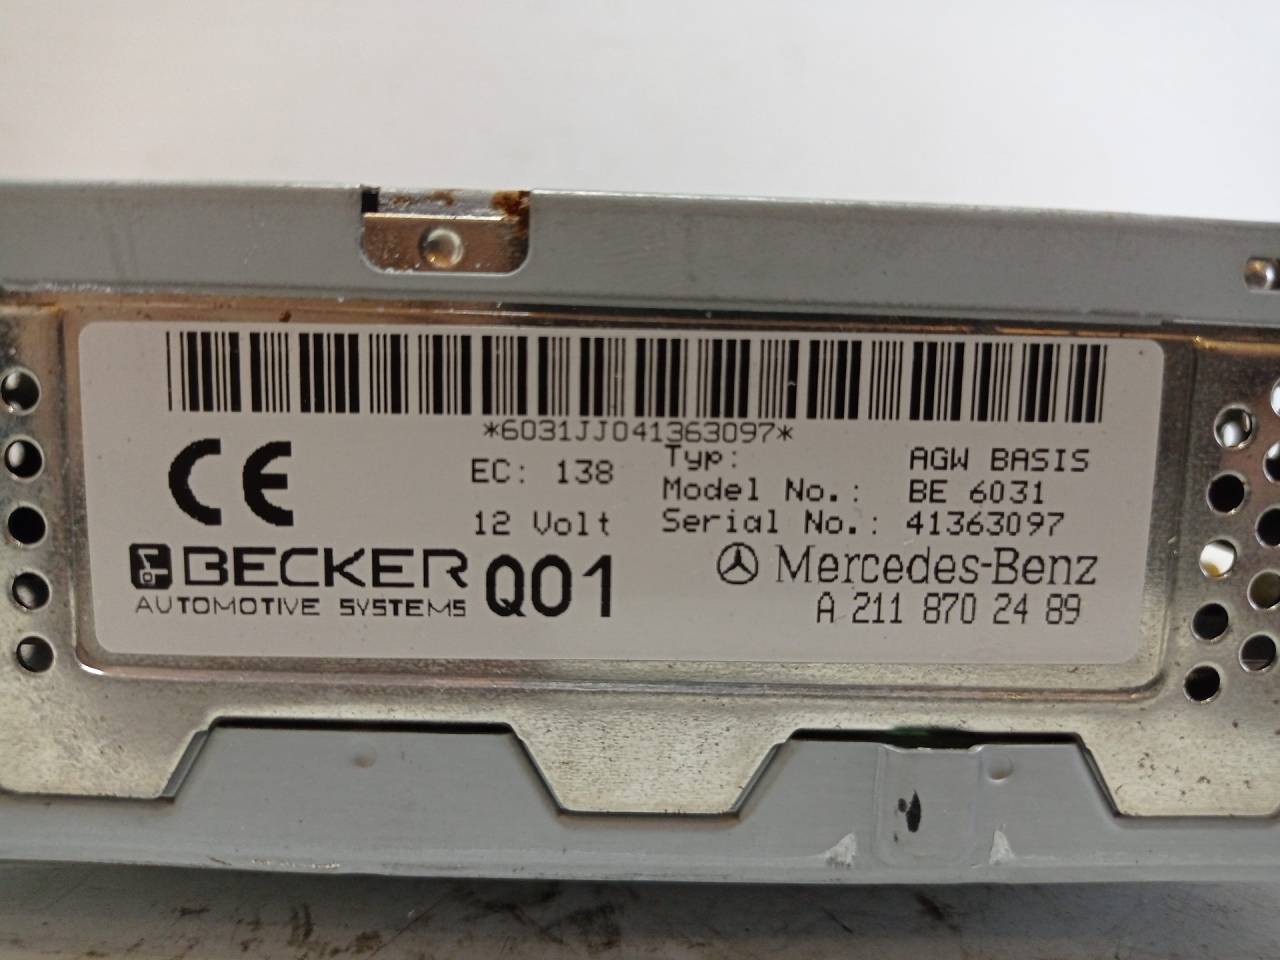 *6031JJ041363097*
CE
EC: 138
12 Volt
Typ: AGW BASIS
Model No.: BE 6031
Serial No.: 41363097
BECKER
AUTOMOTIVE SYSTEMS
Q01
Mercedes-Benz
A 211 870 24 89